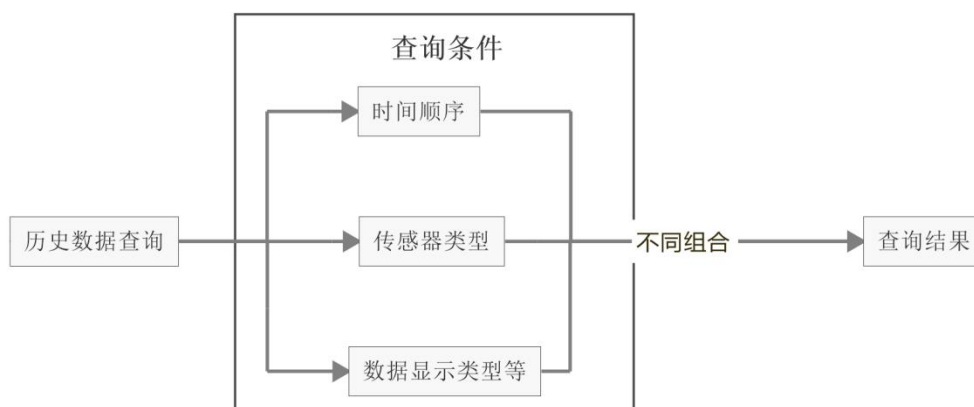 查询条件
时间顺序
历史数据查询
传感器类型
不同组合
查询结果
数据显示类型等